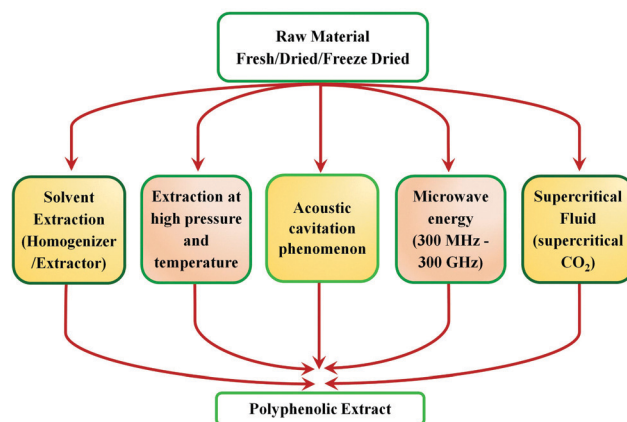 Raw Material
Fresh/Dried/Freeze Dried
Solvent
Extraction
(Homogenizer
/Extractor)
Extraction at
high pressure
and
temperature
Acoustic
cavitation
phenomenon
Microwave
energy
(300 MHz -
300 GHz)
Supercritical
Fluid
(supercritical
CO₂)
Polyphenolic Extract